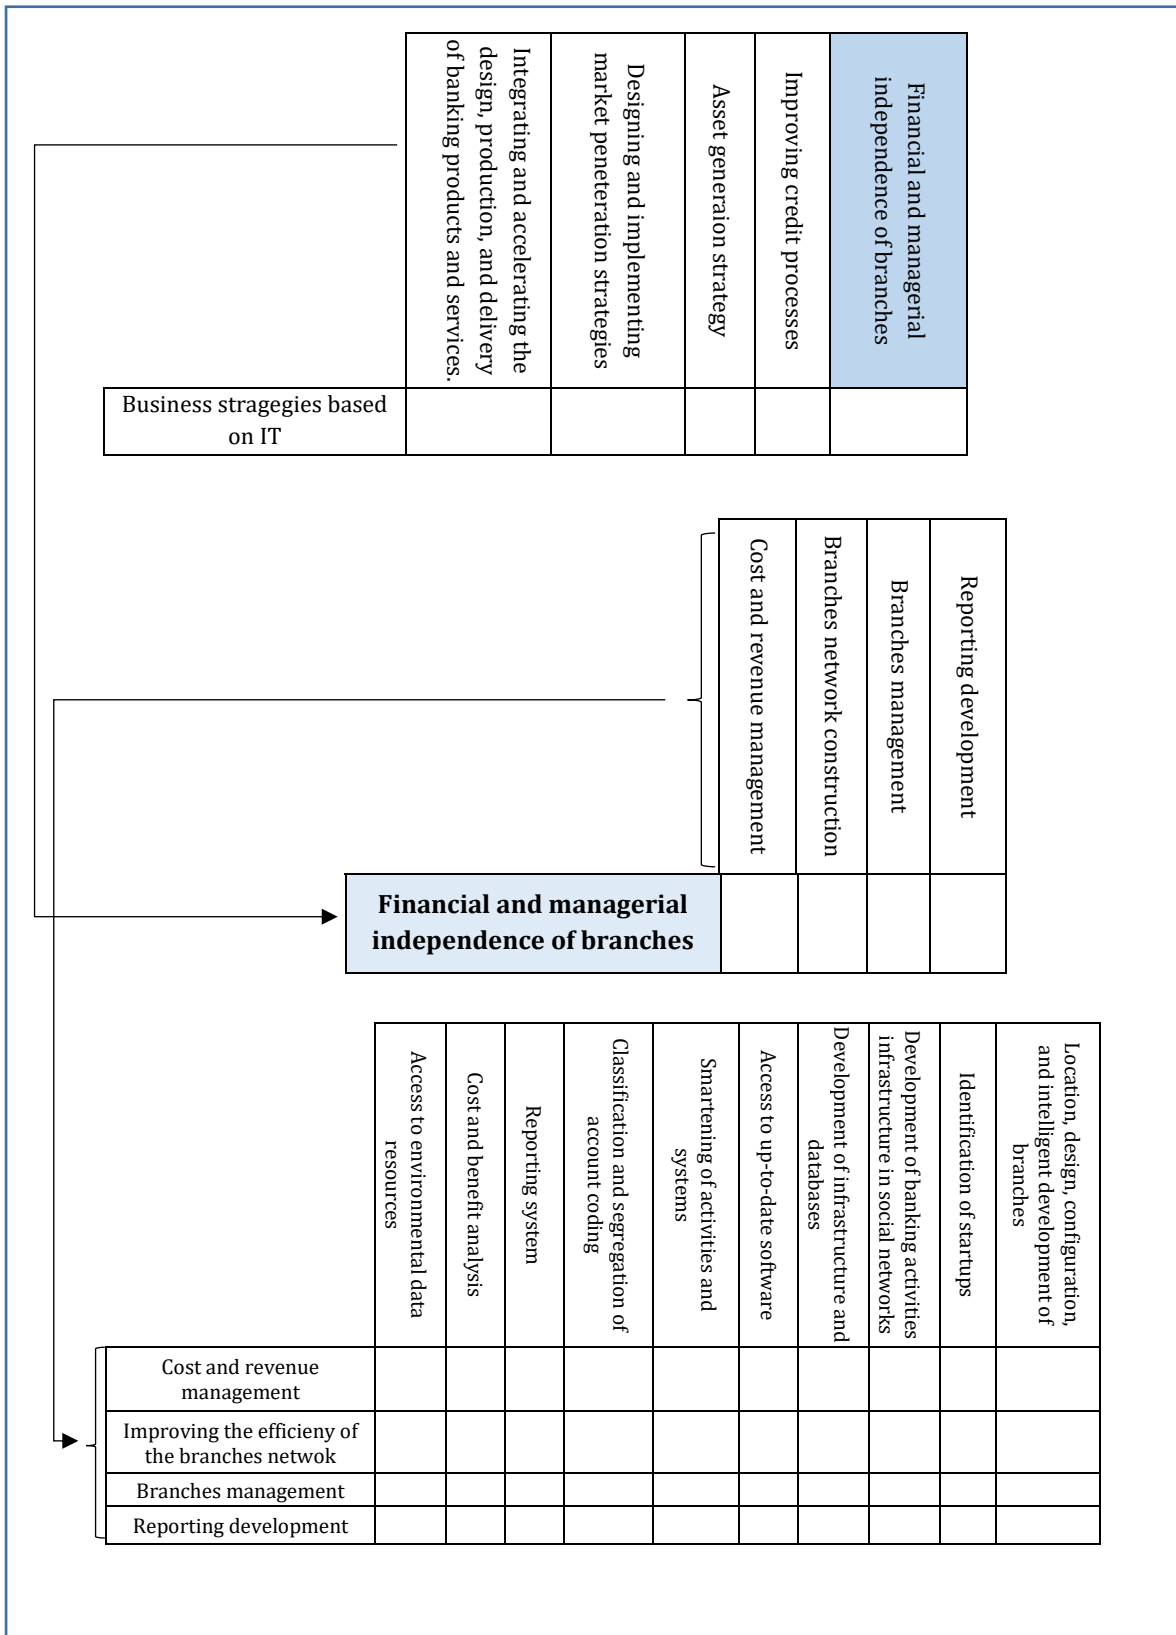 Integrating and accelerating the
design, production, and delivery
of banking products and services.
Designing and implementing
market peneteration strategies
Asset generaion strategy
Improving credit processes
Financial and managerial
independence of branches
Business stragegies based
on IT
Cost and revenue management
Branches network construction
Branches management
Reporting development
Financial and managerial
independence of branches
Access to environmental data
resources
Cost and benefit analysis
Reporting system
Classification and segregation of
account coding
Smartening of activities and
systems
Access to up-to-date software
Development of infrastructure and
databases
Development of banking activities
infrastructure in social networks
Identification of startups
Location, design, configuration,
and intelligent development of
branches
Cost and revenue
management
Improving the efficieny of
the branches netwok
Branches management
Reporting development